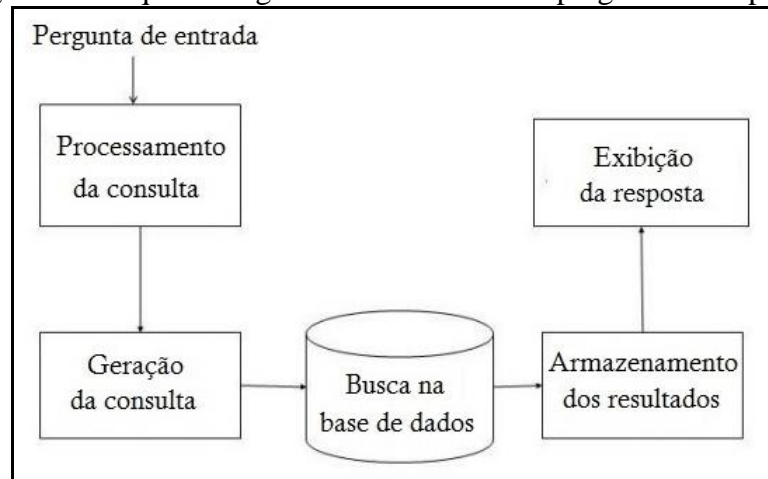 Pergunta de entrada
Processamento
da consulta
Geração
da consulta
Busca na
base de dados
Armazenamento
dos resultados
Exibição
da resposta